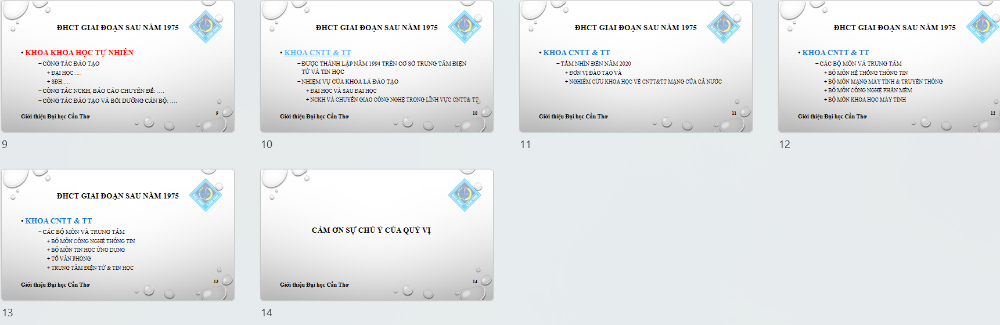 ĐHCT GIAI ĐOẠN SAU NĂM 1975
• KHOA KHOA HỌC TỰ NHIÊN
– CÔNG TÁC ĐÀO TẠO
+ ĐẠI HỌC:....
+ SĐH:....
– CÔNG TÁC NCKH, BÁO CÁO CHUYÊN ĐỀ: ....
– CÔNG TÁC ĐÀO TẠO VÀ BỒI DƯỠNG CÁN BỘ: ....
9
Giới thiệu Đại học Cần Thơ
9
ĐHCT GIAI ĐOẠN SAU NĂM 1975
• KHOA CNTT & TT
– ĐƯỢC THÀNH LẬP NĂM 1994 TRÊN CƠ SỞ TRUNG TÂM ĐIỆN
TỬ VÀ TIN HỌC
– NHIỆM VỤ CỦA KHOA LÀ ĐÀO TẠO
+ ĐẠI HỌC VÀ SAU ĐẠI HỌC
+ NCKH VÀ CHUYỂN GIAO CÔNG NGHỆ TRONG LĨNH VỰC CNTT& TT
10
Giới thiệu Đại học Cần Thơ
10
ĐHCT GIAI ĐOẠN SAU NĂM 1975
• KHOA CNTT & TT
– TẦM NHÌN ĐẾN NĂM 2020
+ ĐƠN VỊ ĐÀO TẠO VÀ
+ NGHIÊM CỨU KHOA HỌC VỀ CNTT&TT MẠNG CỦA CẢ NƯỚC
11
Giới thiệu Đại học Cần Thơ
11
ĐHCT GIAI ĐOẠN SAU NĂM 1975
• KHOA CNTT & TT
– CÁC BỘ MÔN VÀ TRUNG TÂM
+ BỘ MÔN HỆ THỐNG THÔNG TIN
+ BỘ MÔN MẠNG MÁY TÍNH & TRUYỀN THÔNG
+ BỘ MÔN CÔNG NGHỆ PHẦN MỀM
+ BỘ MÔN KHOA HỌC MÁY TÍNH
12
Giới thiệu Đại học Cần Thơ
12
ĐHCT GIAI ĐOẠN SAU NĂM 1975
ĐẠI HỌC CẦN THƠ
• KHOA CNTT & TT
– CÁC BỘ MÔN VÀ TRUNG TÂM
+ BỘ MÔN CÔNG NGHỆ THÔNG TIN
+ BỘ MÔN TIN HỌC ỨNG DỤNG
+ TỔ VĂN PHÒNG
+ TRUNG TÂM ĐIỆN TỬ & TIN HỌC
13
Giới thiệu Đại học Cần Thơ
13
ĐẠI HỌC CẦN THƠ
CÁM ƠN SỰ CHÚ Ý CỦA QUÝ VỊ
14
Giới thiệu Đại học Cần Thơ
14